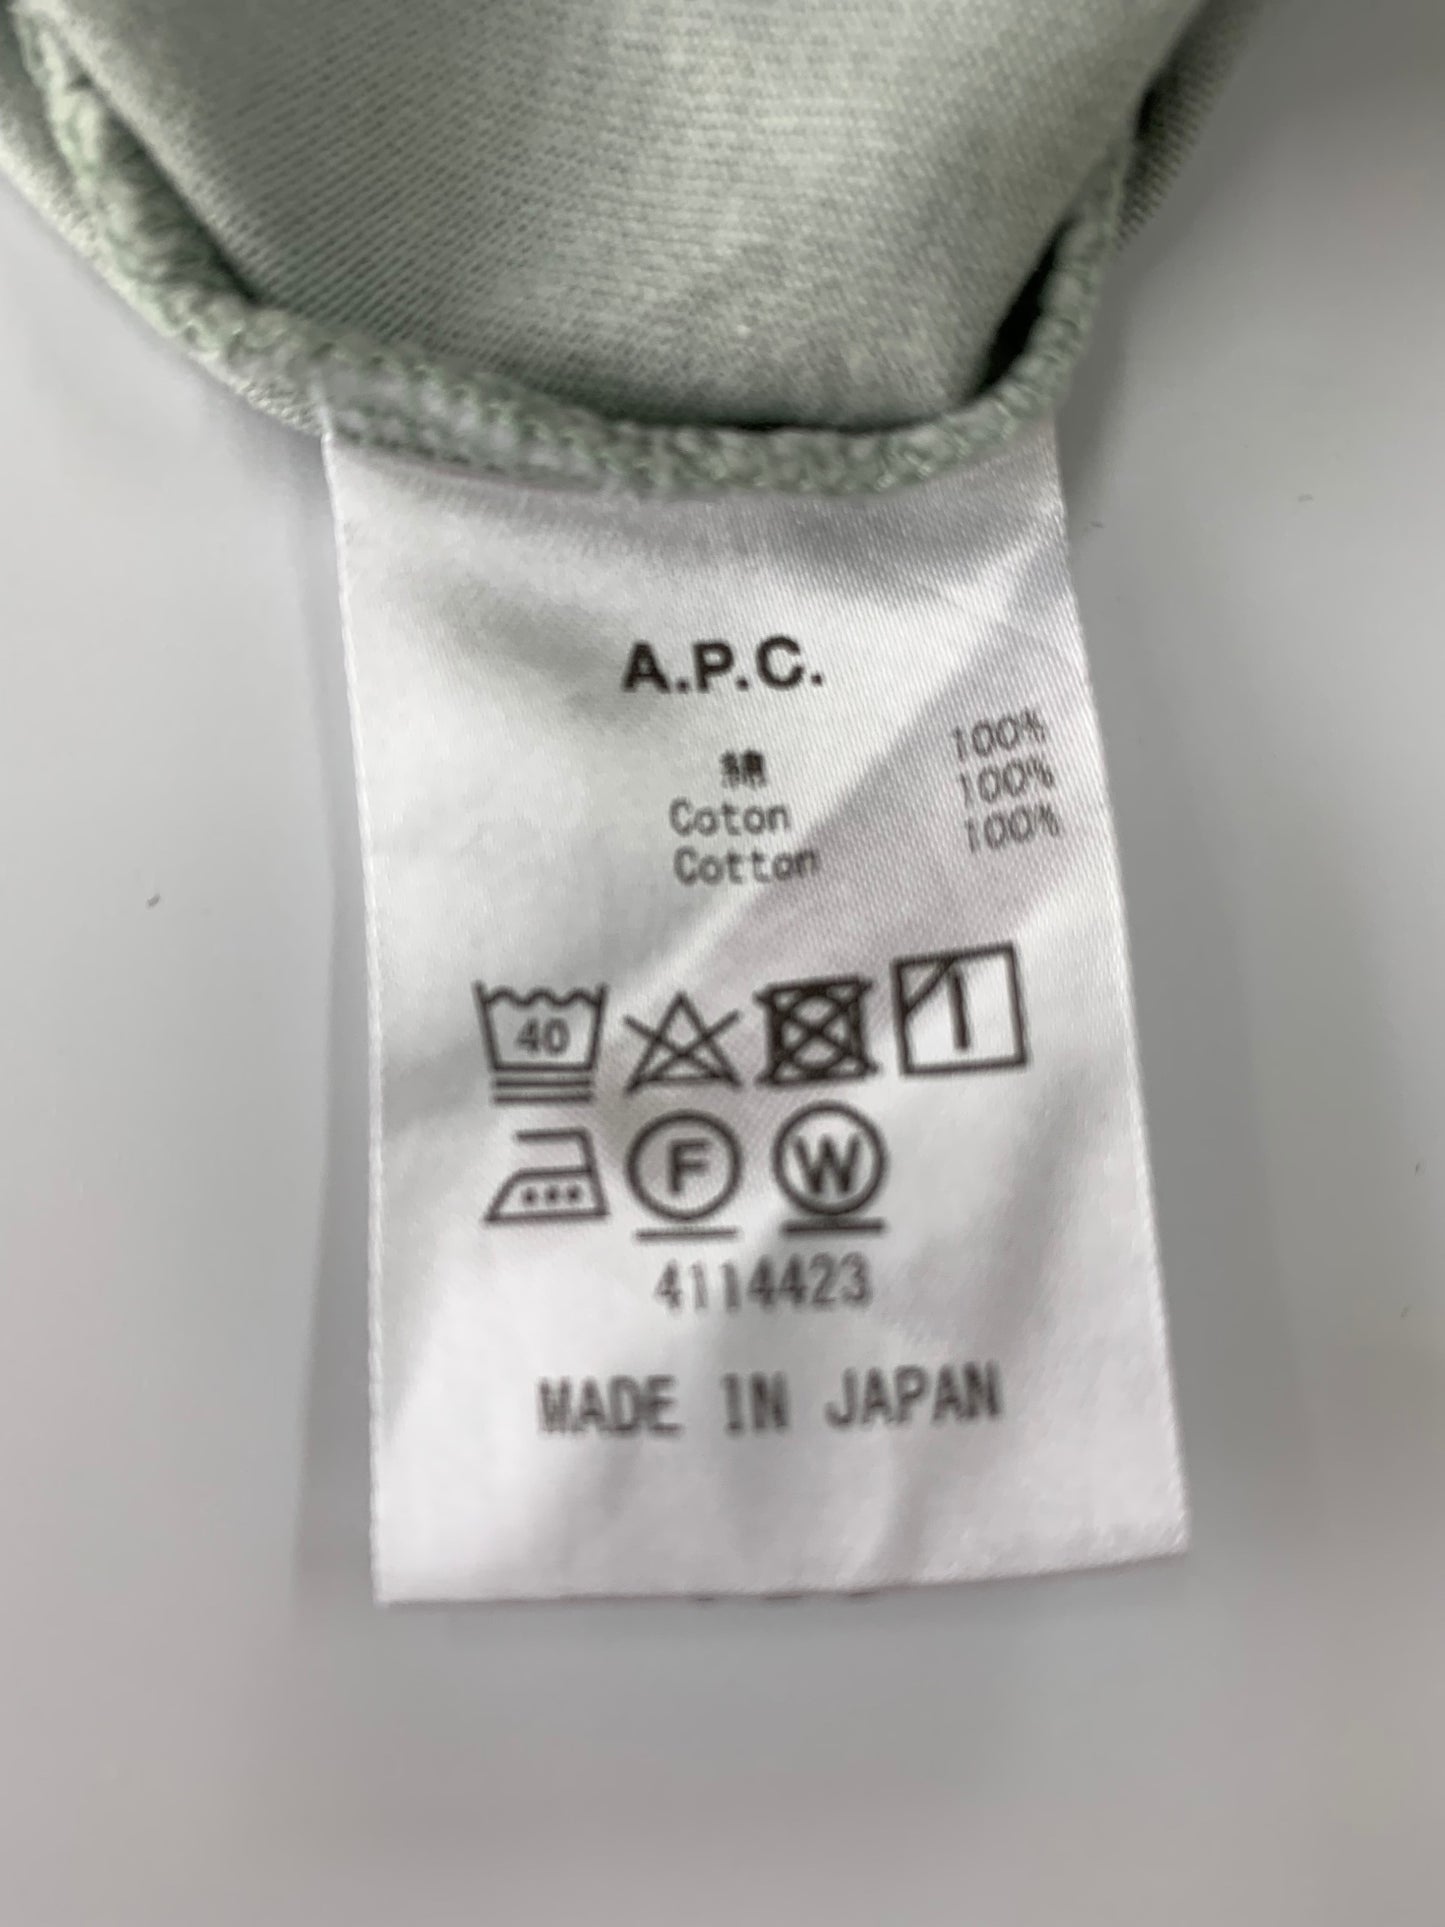 A.P.C.
綿 100%
Coton 100%
Cotton 100%
40
F W
4114423
MADE IN JAPAN